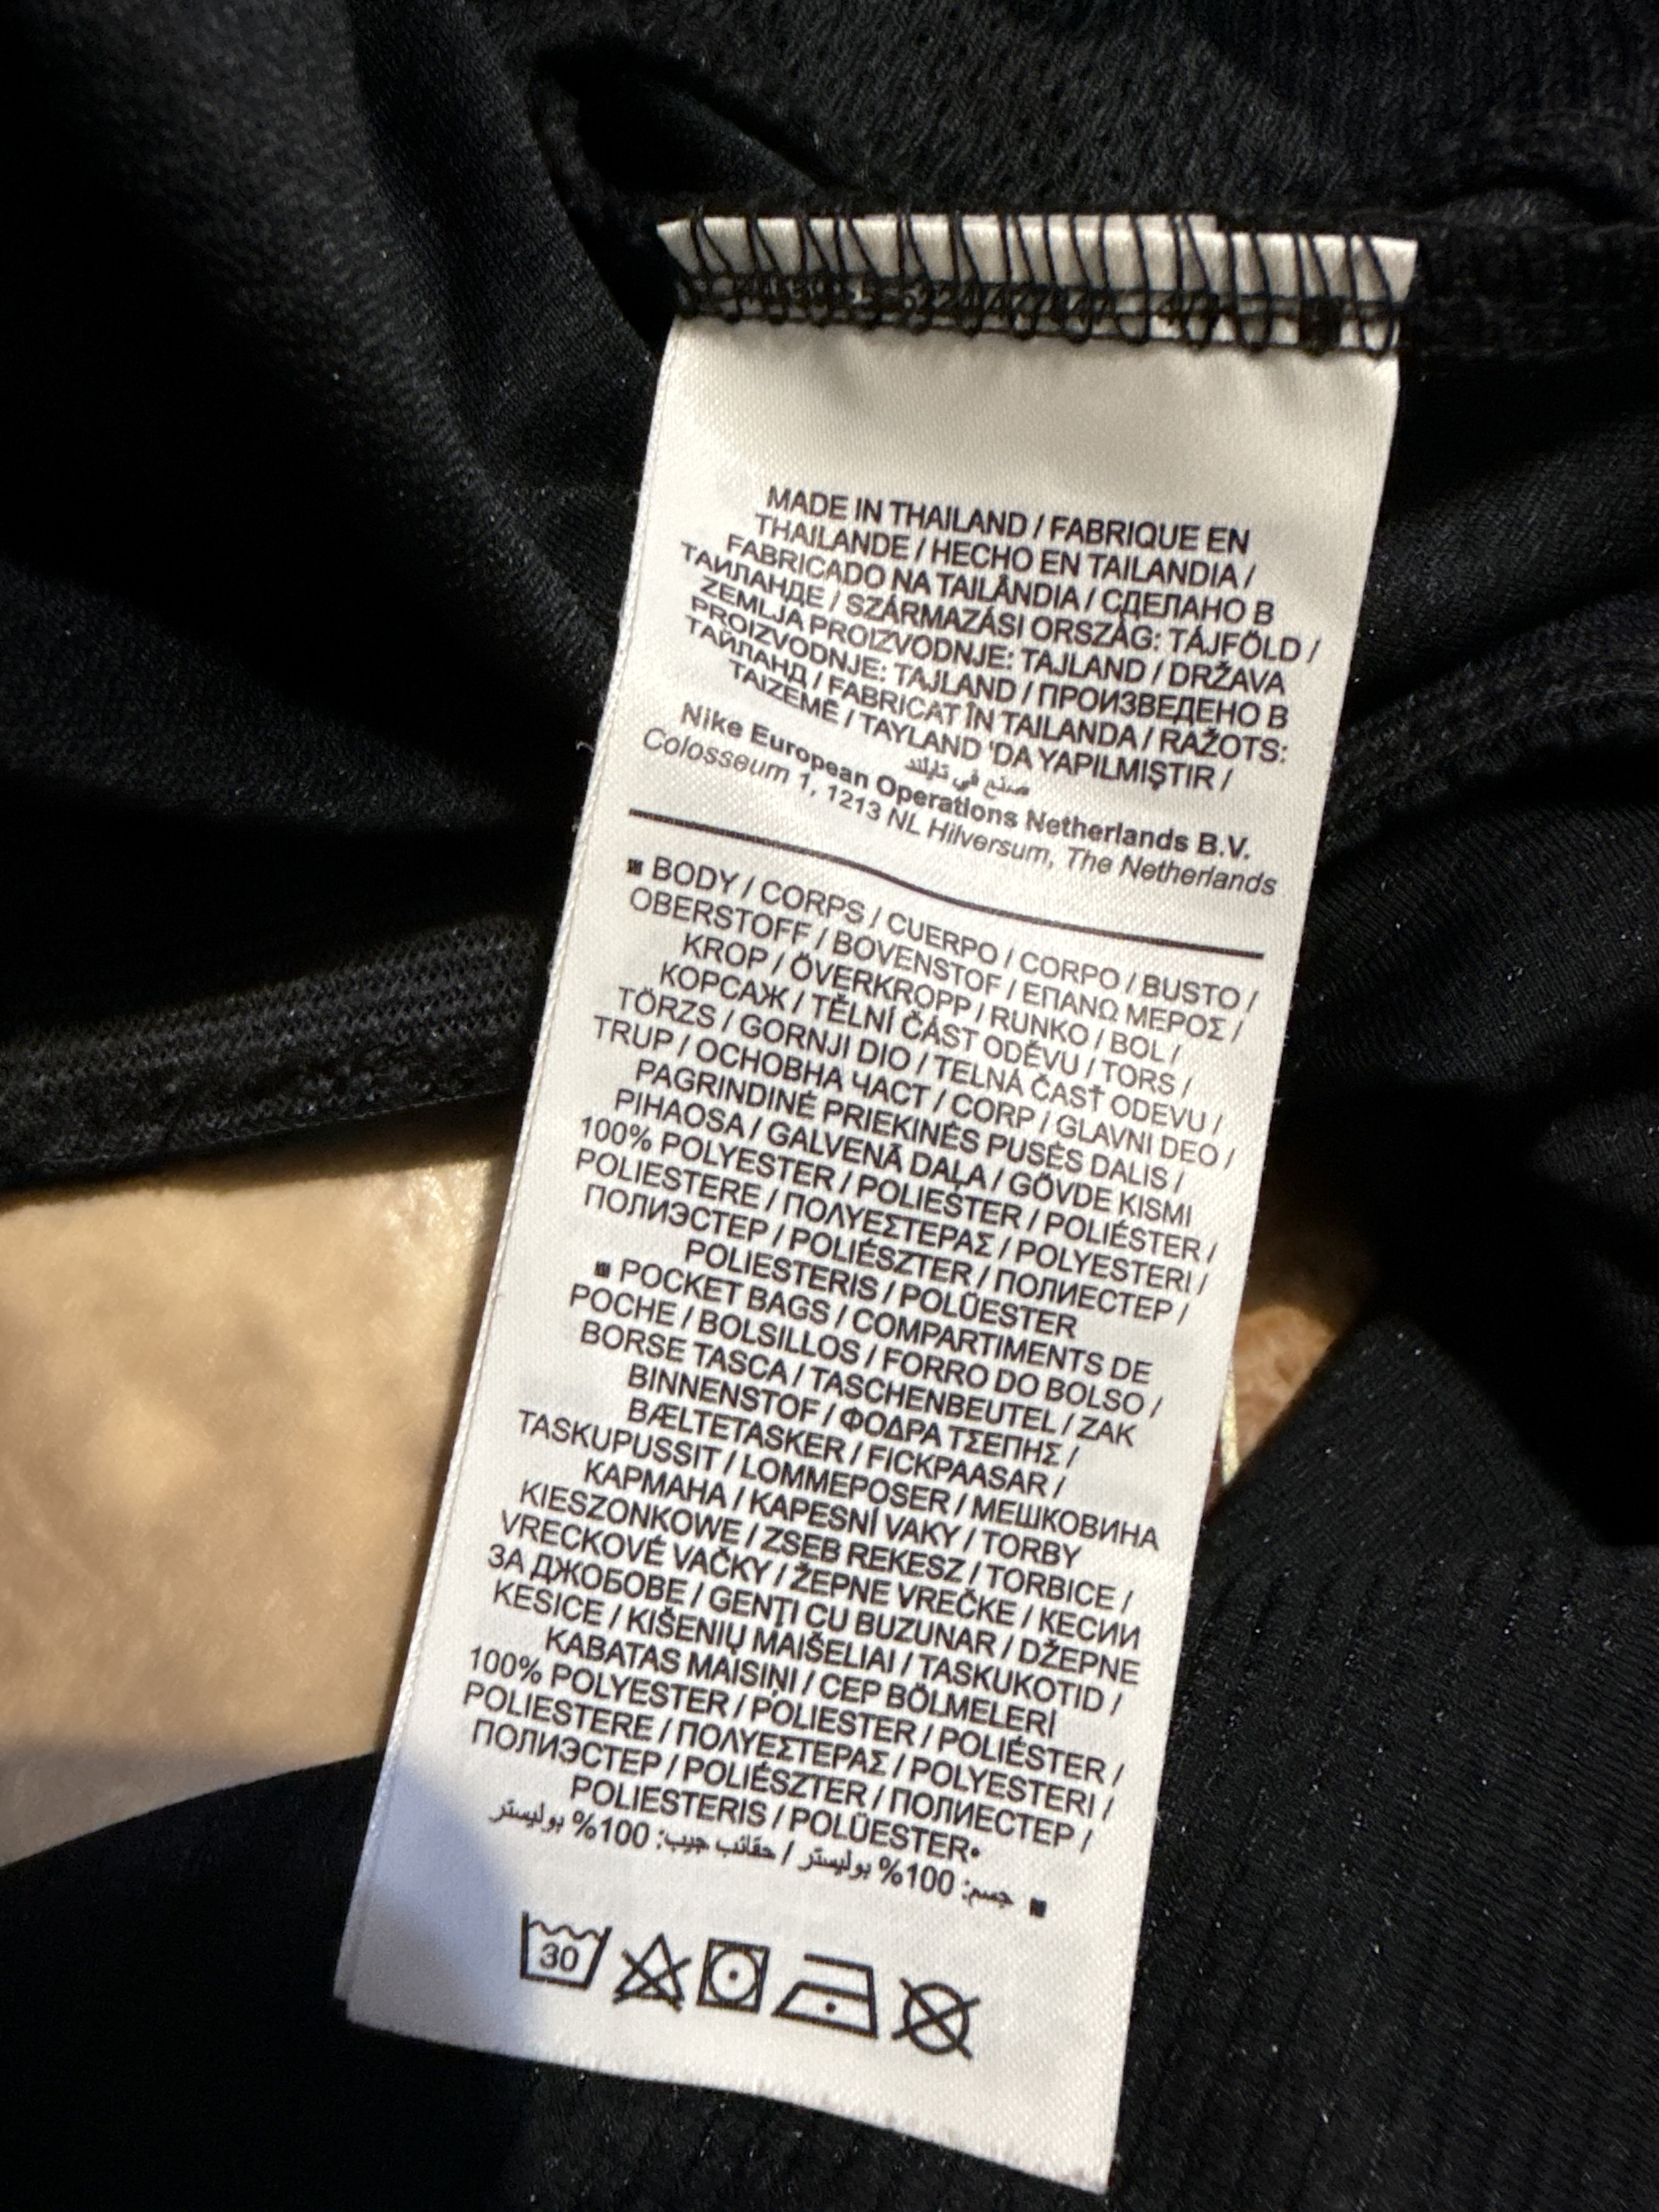 MADE IN THAILAND / FABRIQUE EN
THAILANDE / HECHO EN TAILANDIA /
FABRICADO NA TAILÂNDIA / СДЕЛАНО В
ТАИЛАНДЕ / SZÁRMAZÁSI ORSZÁG: TÁJFÖLD /
ZEMLJA PROIZVODNJE: TAJLAND / DRŽAVA
PROIZVODNJE: TAJLAND / ПРОИЗВЕДЕНО В
ТАЙЛАНД / FABRICAT ÎN TAILANDA / RAŽOTS:
TAIZEMĒ / TAYLAND 'DA YAPILMIŞTIR /
صنع في تايلند
Nike European Operations Netherlands B.V.
Colosseum 1, 1213 NL Hilversum, The Netherlands
BODY / CORPS / CUERPO / CORPO / BUSTO /
OBERSTOFF / BOVENSTOF / ΕΠΑΝΩ ΜΕΡΟΣ /
KROP / ÖVERKROPP / RUNKO / BOL /
КОРСАЖ / TĚLNÍ ČÁST ODĚVU / TORS /
TÖRZS / GORNJI DIO / TELNÁ ČASŤ ODEVU /
TRUP / ОСНОВНА ЧАСТ / CORP / GLAVNI DEO /
PAGRINDINĖ PRIEKINĖS PUSĖS DALIS /
PIHAOSA / GALVENĀ DAĻA / GÖVDE KISMI
100% POLYESTER / POLIESTER / POLIÉSTER /
POLIESTERE / ΠΟΛΥΕΣΤΕΡΑΣ / POLYESTERI /
ПОЛИЭСТЕР / POLIÉSZTER / ПОЛИЕСТЕР /
POLIESTERIS / POLÜESTER
POCKET BAGS / COMPARTIMENTS DE
POCHE / BOLSILLOS / FORRO DO BOLSO /
BORSE TASCA / TASCHENBEUTEL / ZAK
BINNENSTOF / ΦΟΔΡΑ ΤΣΕΠΗΣ /
BÆLTETASKER / FICKPAASAR /
TASKUPUSSIT / LOMMEPOSER / МЕШКОВИНА
КАРМАНА / KAPESNÍ VAKY / TORBY
KIESZONKOWE / ZSEB REKESZ / TORBICE /
VRECKOVÉ VAČKY / ŽEPNE VREČKE / КЕСИИ
ЗА ДЖОБОВЕ / GENȚI CU BUZUNAR / DŽEPNE
KESICE / KIŠENIŲ MAIŠELIAI / TASKUKOTID /
KABATAS MAISIŅI / CEP BÖLMELERİ
100% POLYESTER / POLIESTER / POLIÉSTER /
POLIESTERE / ΠΟΛΥΕΣΤΕΡΑΣ / POLYESTERI /
ПОЛИЭСТЕР / POLIÉSZTER / ПОЛИЕСТЕР /
POLIESTERIS / POLÜESTER•
جسم: 100% بوليستر / حقائب جيب: 100% بوليستر
30